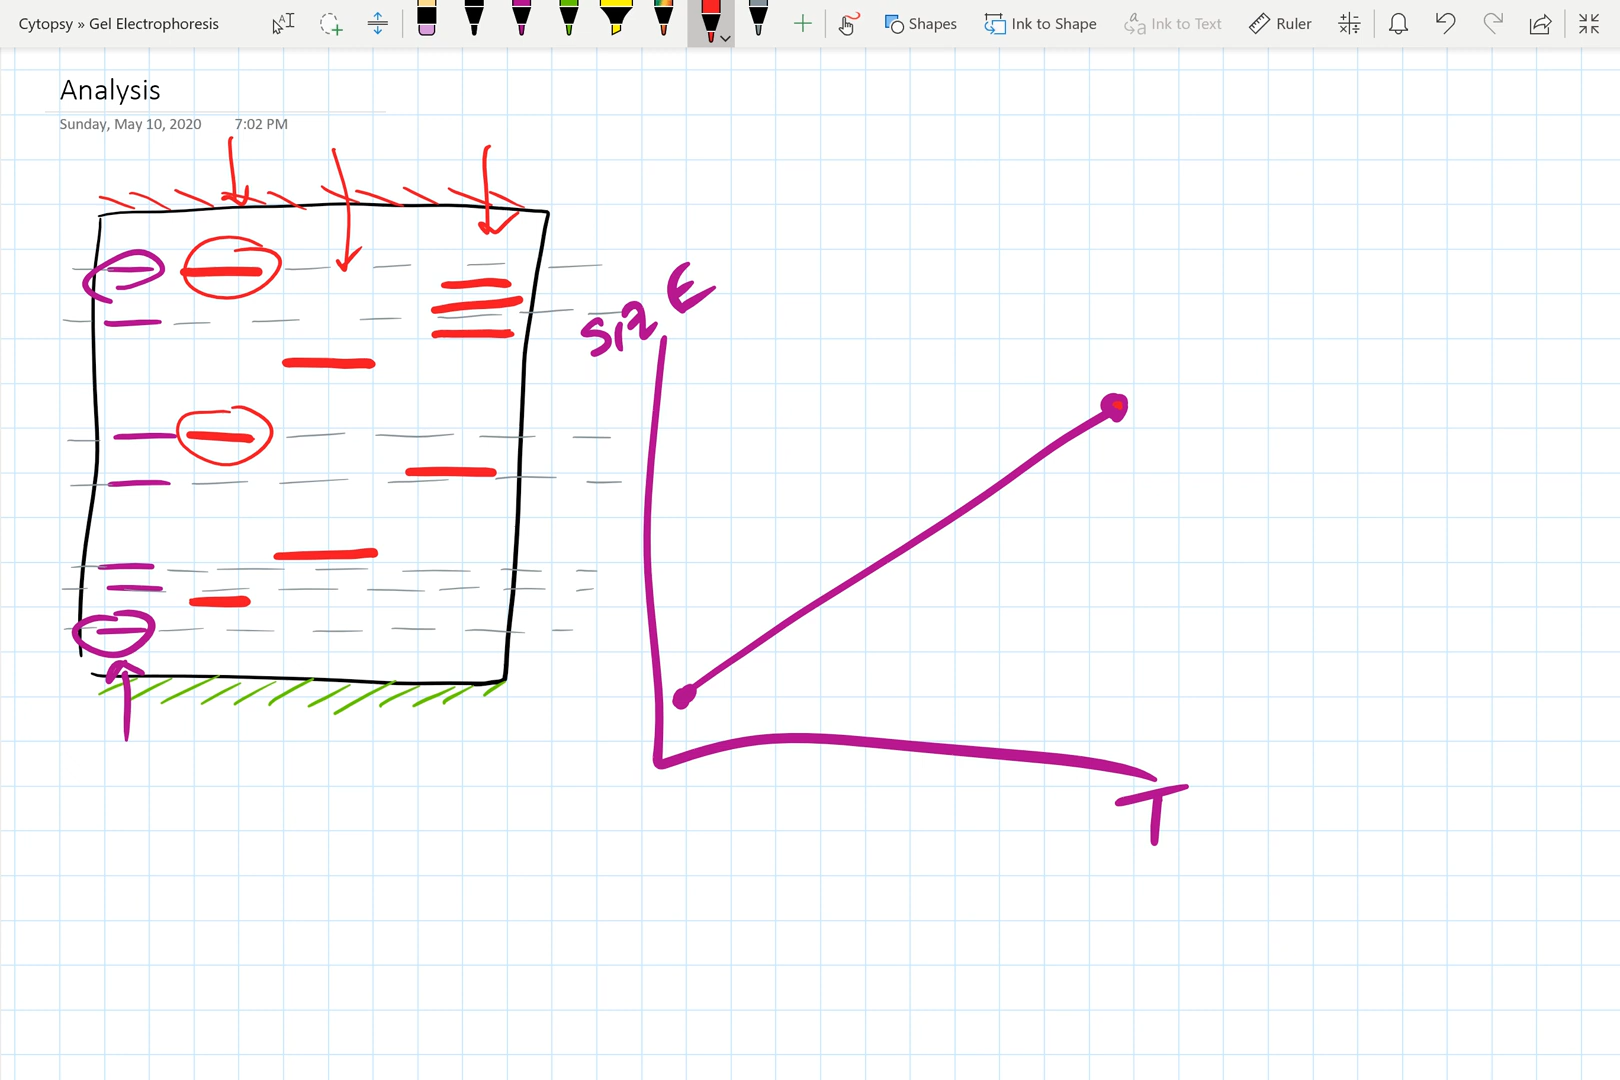 Cytopsy » Gel Electrophoresis
Shapes
Ink to Shape
Ink to Text
Ruler
Analysis
Sunday, May 10, 2020 7:02 PM
SizE
T